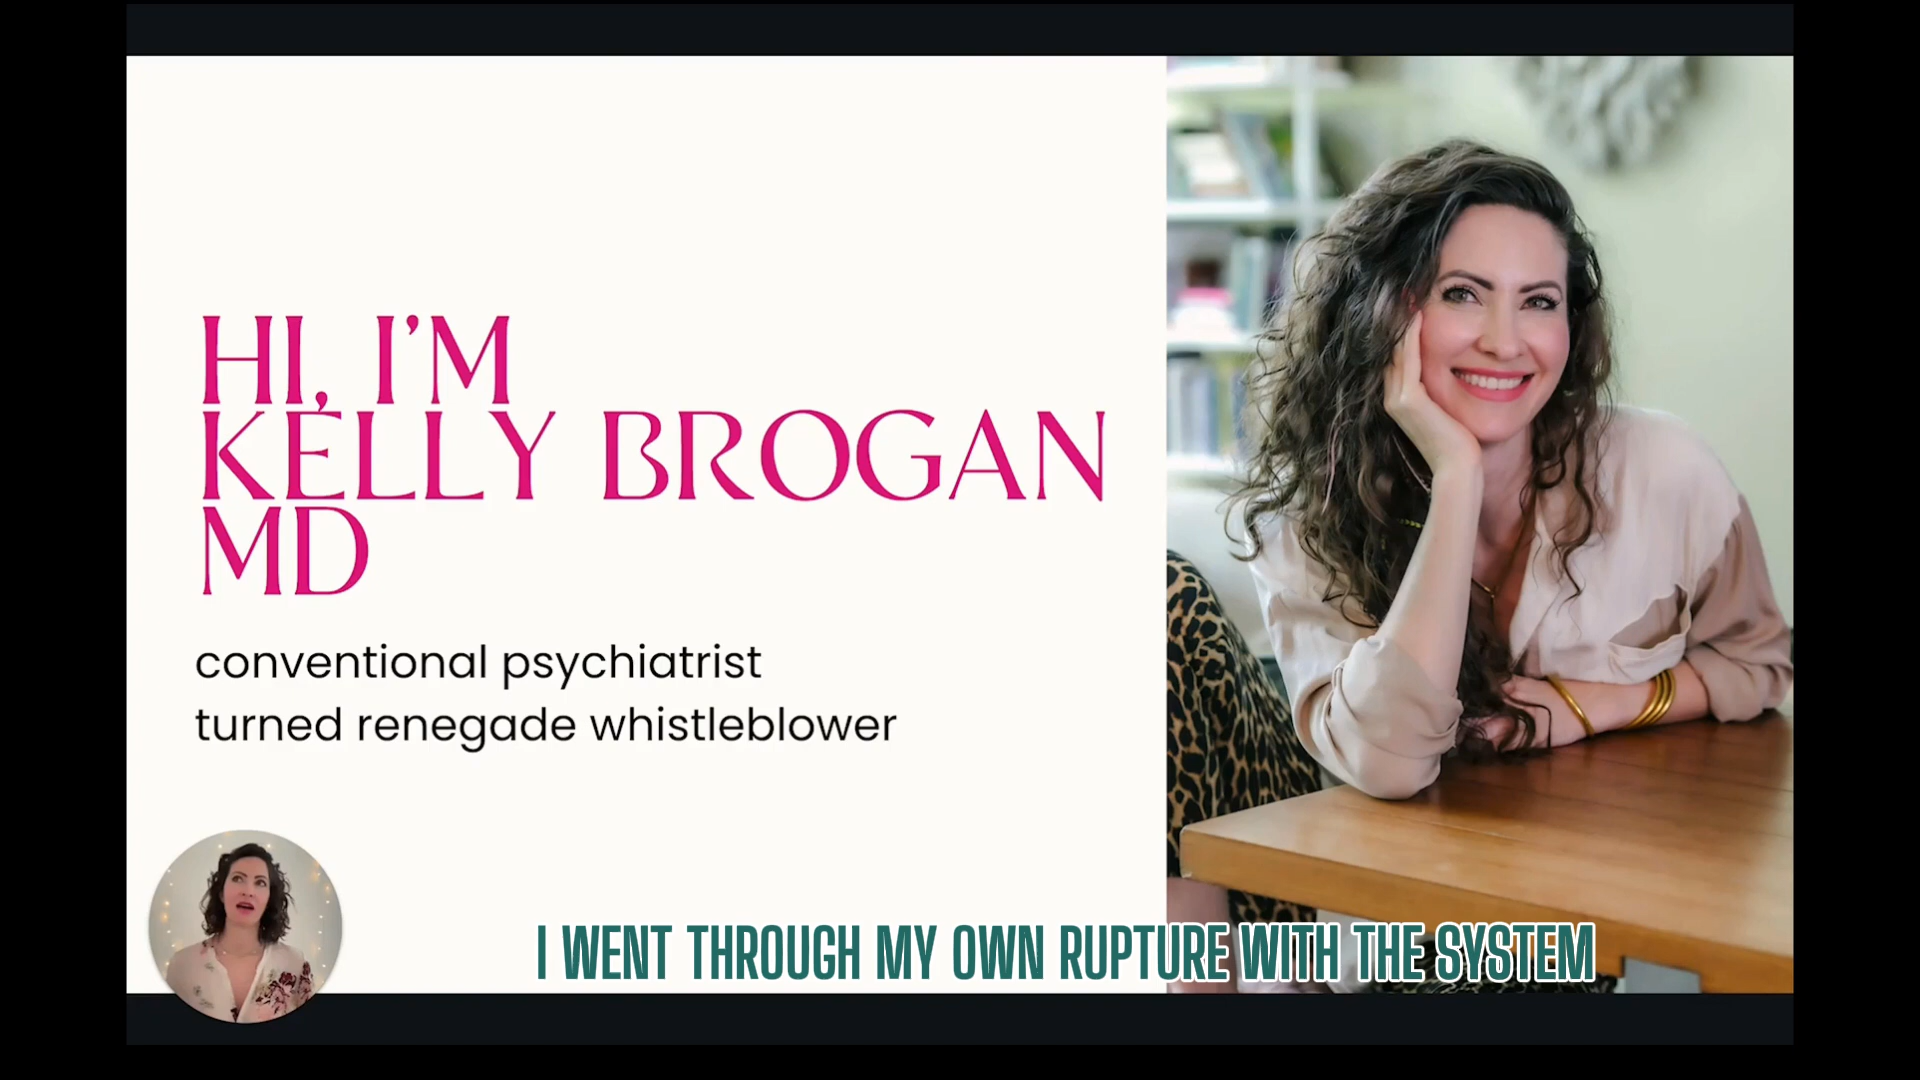 HI, I'M
KELLY BROGAN
MD
conventional psychiatrist
turned renegade whistleblower
I WENT THROUGH MY OWN RUPTURE WITH THE SYSTEM